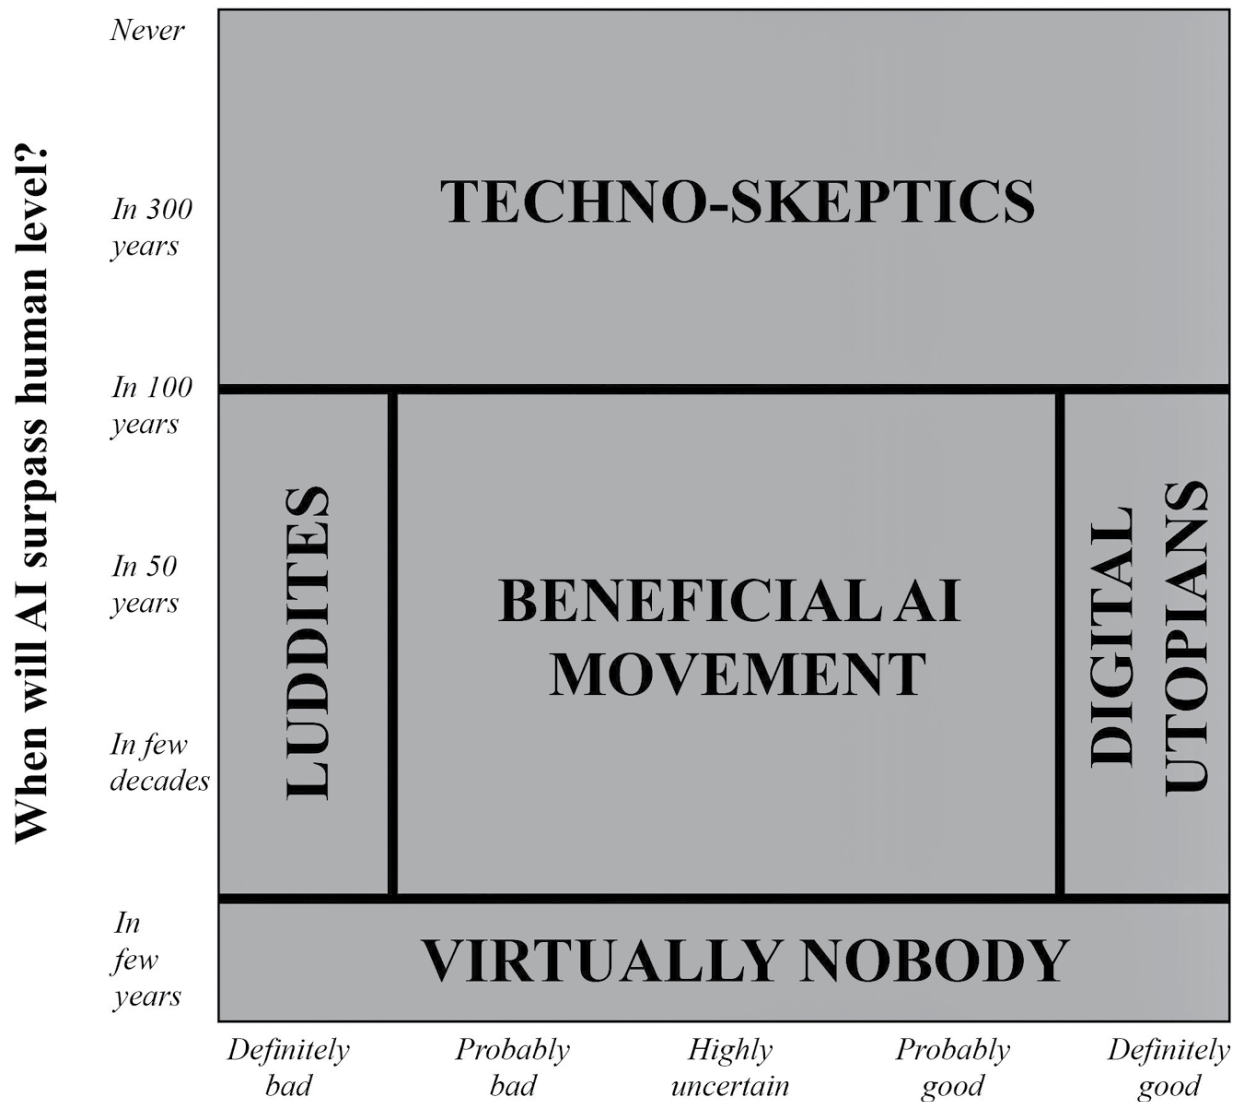 When will AI surpass human level?
Never
In 300
years
In 100
years
In 50
years
In few
decades
In
few
years
TECHNO-SKEPTICS
LUDDITES
BENEFICIAL AI
MOVEMENT
DIGITAL
UTOPIANS
VIRTUALLY NOBODY
Definitely
bad
Probably
bad
Highly
uncertain
Probably
good
Definitely
good